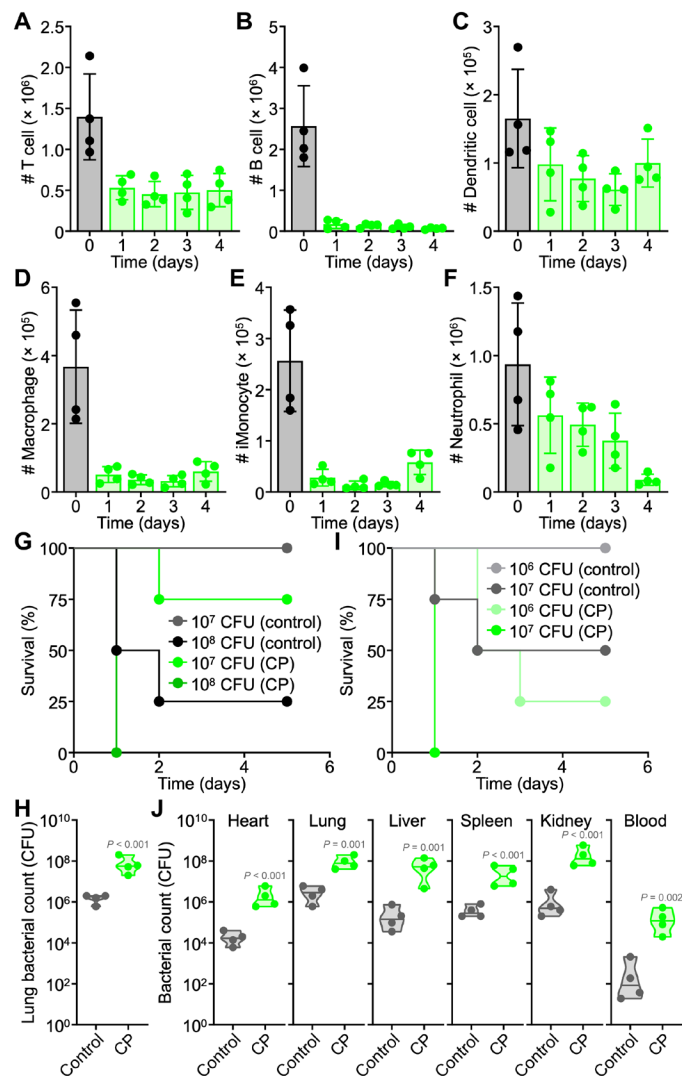 A
# T cell (× 10⁶)
2.5
2.0
1.5
1.0
0.5
0
0 1 2 3 4
Time (days)
B
# B cell (× 10⁶)
5
4
3
2
1
0
0 1 2 3 4
Time (days)
C
# Dendritic cell (× 10⁵)
3
2
1
0
0 1 2 3 4
Time (days)
D
# Macrophage (× 10⁵)
6
4
2
0
0 1 2 3 4
Time (days)
E
# iMonocyte (× 10⁵)
4
3
2
1
0
0 1 2 3 4
Time (days)
F
# Neutrophil (× 10⁶)
1.5
1.0
0.5
0
0 1 2 3 4
Time (days)
G
Survival (%)
100
75
50
25
0
10⁷ CFU (control)
10⁸ CFU (control)
10⁷ CFU (CP)
10⁸ CFU (CP)
0 2 4 6
Time (days)
I
Survival (%)
100
75
50
25
0
10⁶ CFU (control)
10⁷ CFU (control)
10⁶ CFU (CP)
10⁷ CFU (CP)
0 2 4 6
Time (days)
H
Lung bacterial count (CFU)
10¹⁰
10⁸
10⁶
10⁴
10²
10⁰
P < 0.001
Control CP
J
Bacterial count (CFU)
10¹⁰
10⁸
10⁶
10⁴
10²
10⁰
Heart Lung Liver Spleen Kidney Blood
P < 0.001
P = 0.001
P = 0.001
P < 0.001
P < 0.001
P = 0.002
Control CP Control CP Control CP Control CP Control CP Control CP